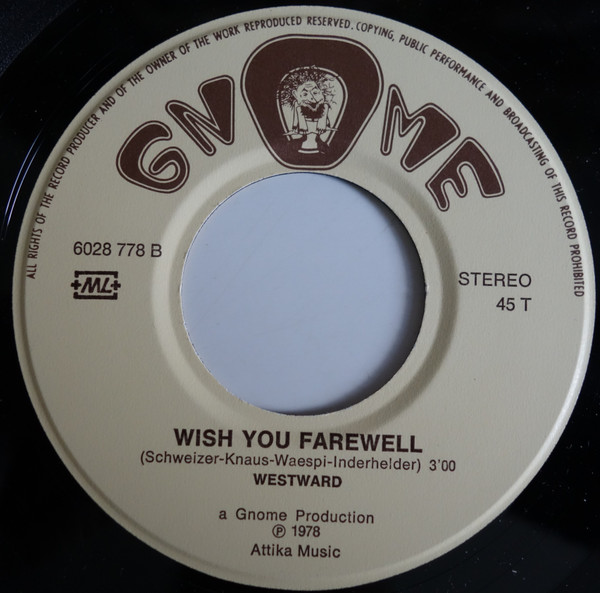 ALL RIGHTS OF THE RECORD PRODUCER AND OF THE OWNER OF THE WORK REPRODUCED RESERVED. COPYING, PUBLIC PERFORMANCE AND BROADCASTING OF THIS RECORD PROHIBITED
GNOME
6028 778 B
ML
STEREO
45 T
WISH YOU FAREWELL
(Schweizer-Knaus-Waespi-Inderhelder) 3'00
WESTWARD
a Gnome Production
℗ 1978
Attika Music